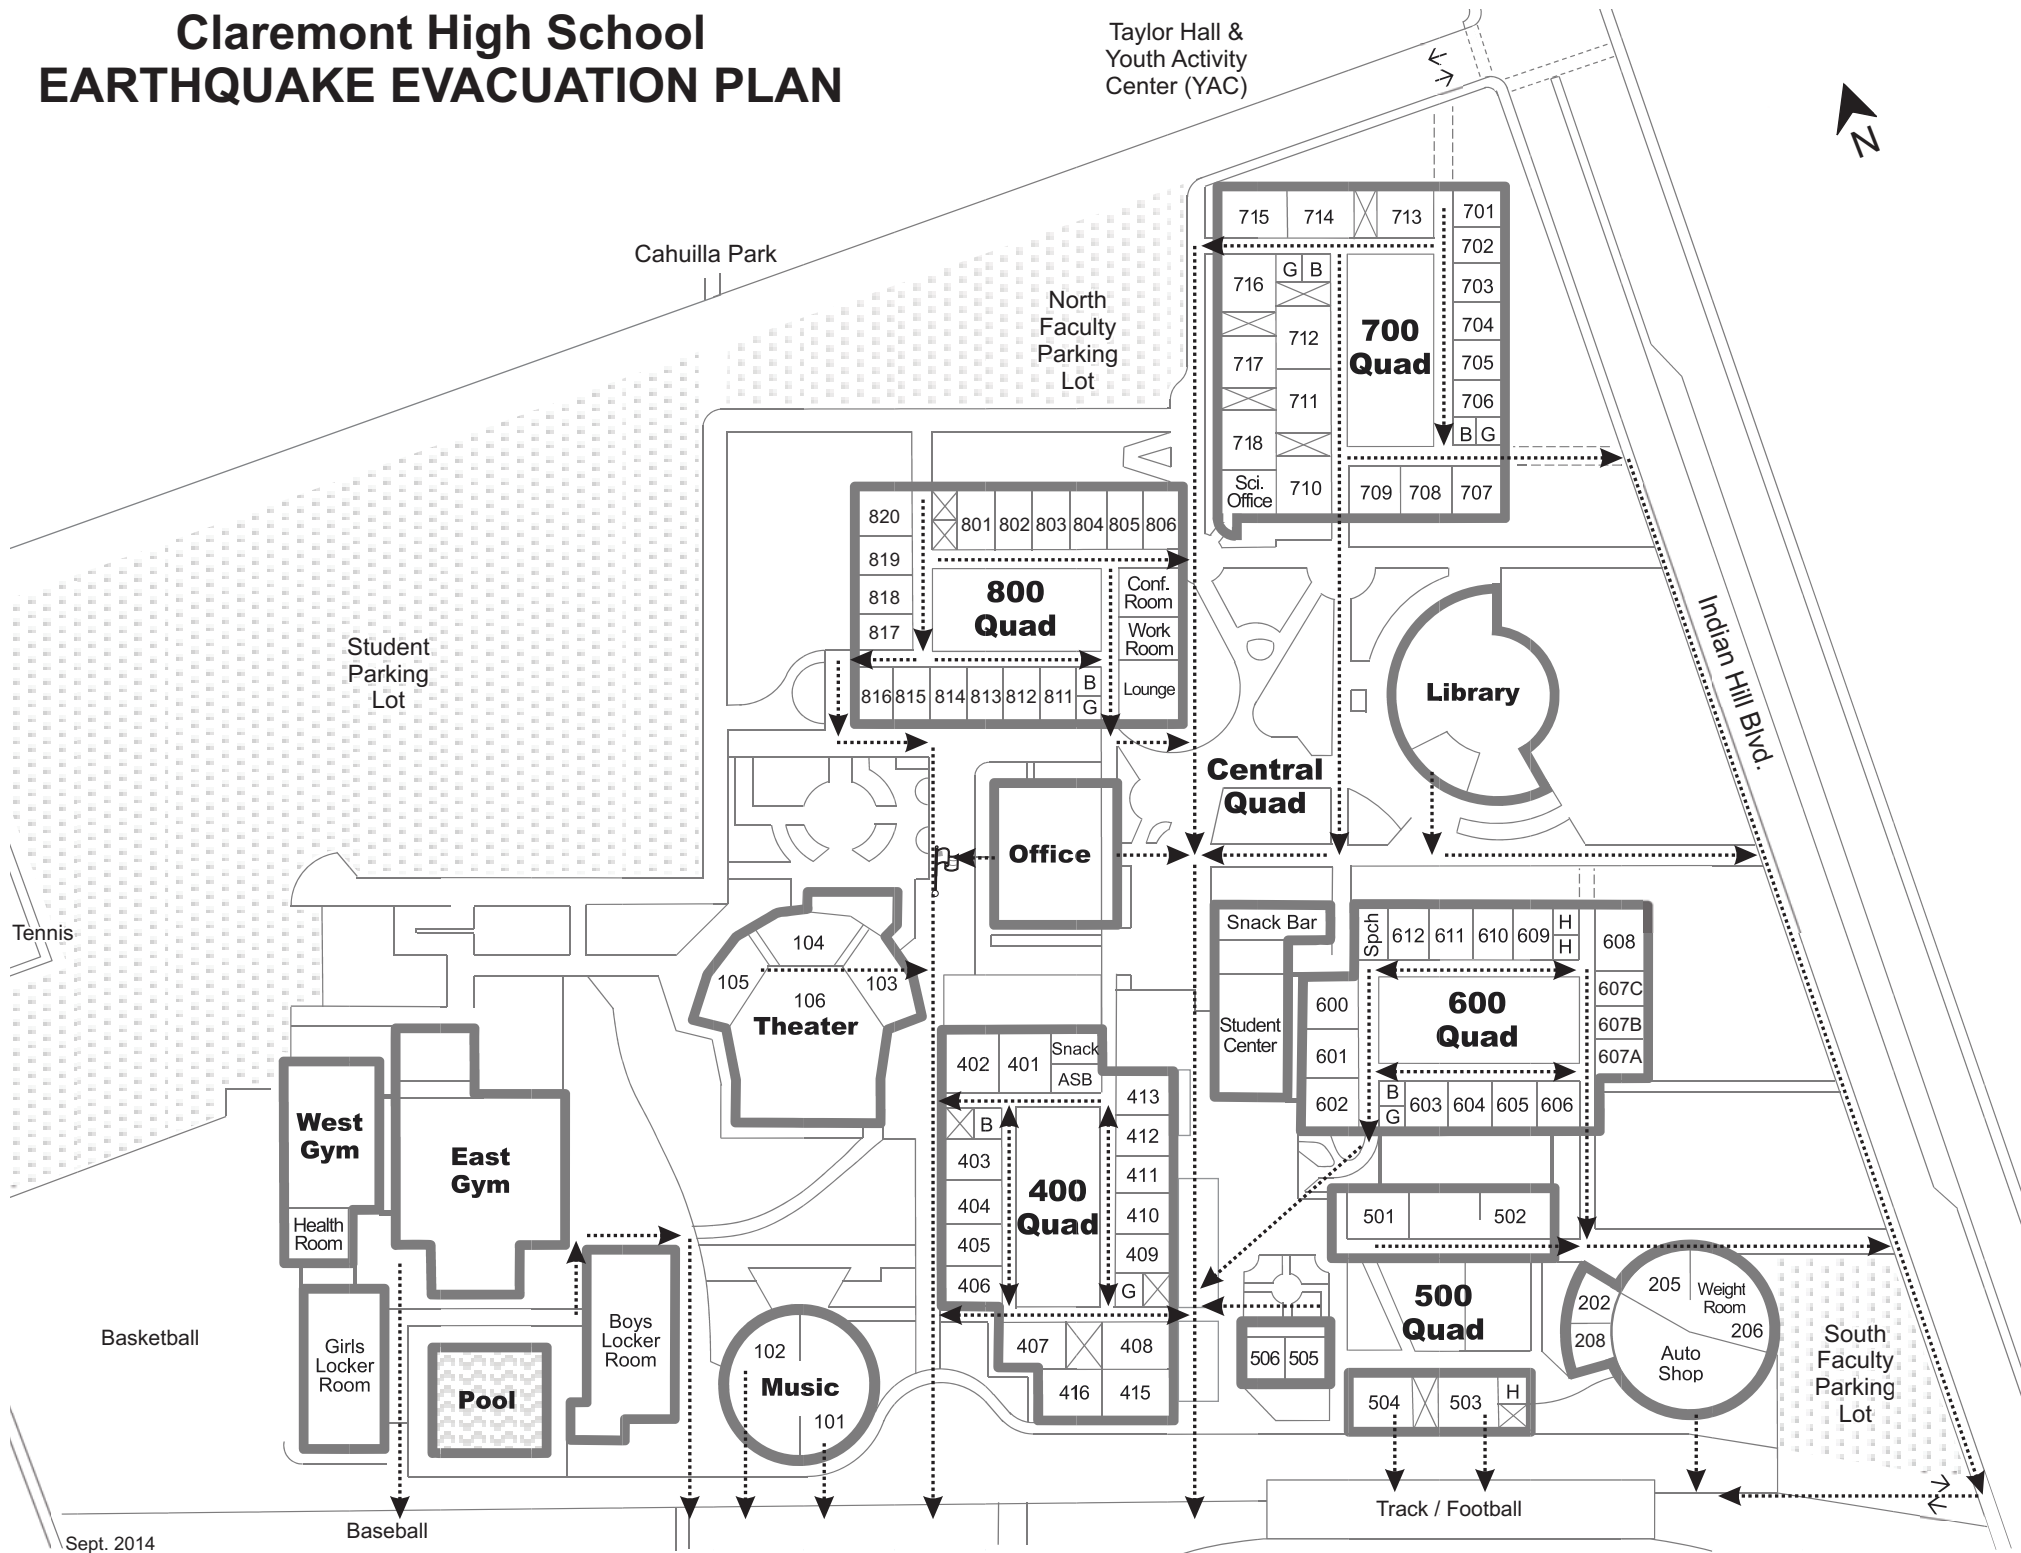 Claremont High School
EARTHQUAKE EVACUATION PLAN
Taylor Hall &
Youth Activity
Center (YAC)
N
Cahuilla Park
North
Faculty
Parking
Lot
715
714
713
701
702
703
704
705
706
B
G
716
G
B
712
717
711
718
Sci.
Office
710
709
708
707
700
Quad
820
819
818
817
801
802
803
804
805
806
800
Quad
Conf.
Room
Work
Room
Lounge
816
815
814
813
812
811
B
G
Student
Parking
Lot
Library
Indian Hill Blvd.
Central
Quad
Office
Tennis
104
105
103
106
Theater
Snack Bar
Student
Center
Spch
612
611
610
609
H
H
608
607C
607B
607A
600
601
602
600
Quad
B
G
603
604
605
606
402
401
Snack
ASB
413
412
411
410
409
G
B
403
404
405
406
400
Quad
407
408
416
415
West
Gym
Health
Room
East
Gym
Girls
Locker
Room
Boys
Locker
Room
Pool
Basketball
102
Music
101
501
502
500
Quad
506
505
504
503
H
202
208
205
Weight
Room
206
Auto
Shop
South
Faculty
Parking
Lot
Track / Football
Baseball
Sept. 2014